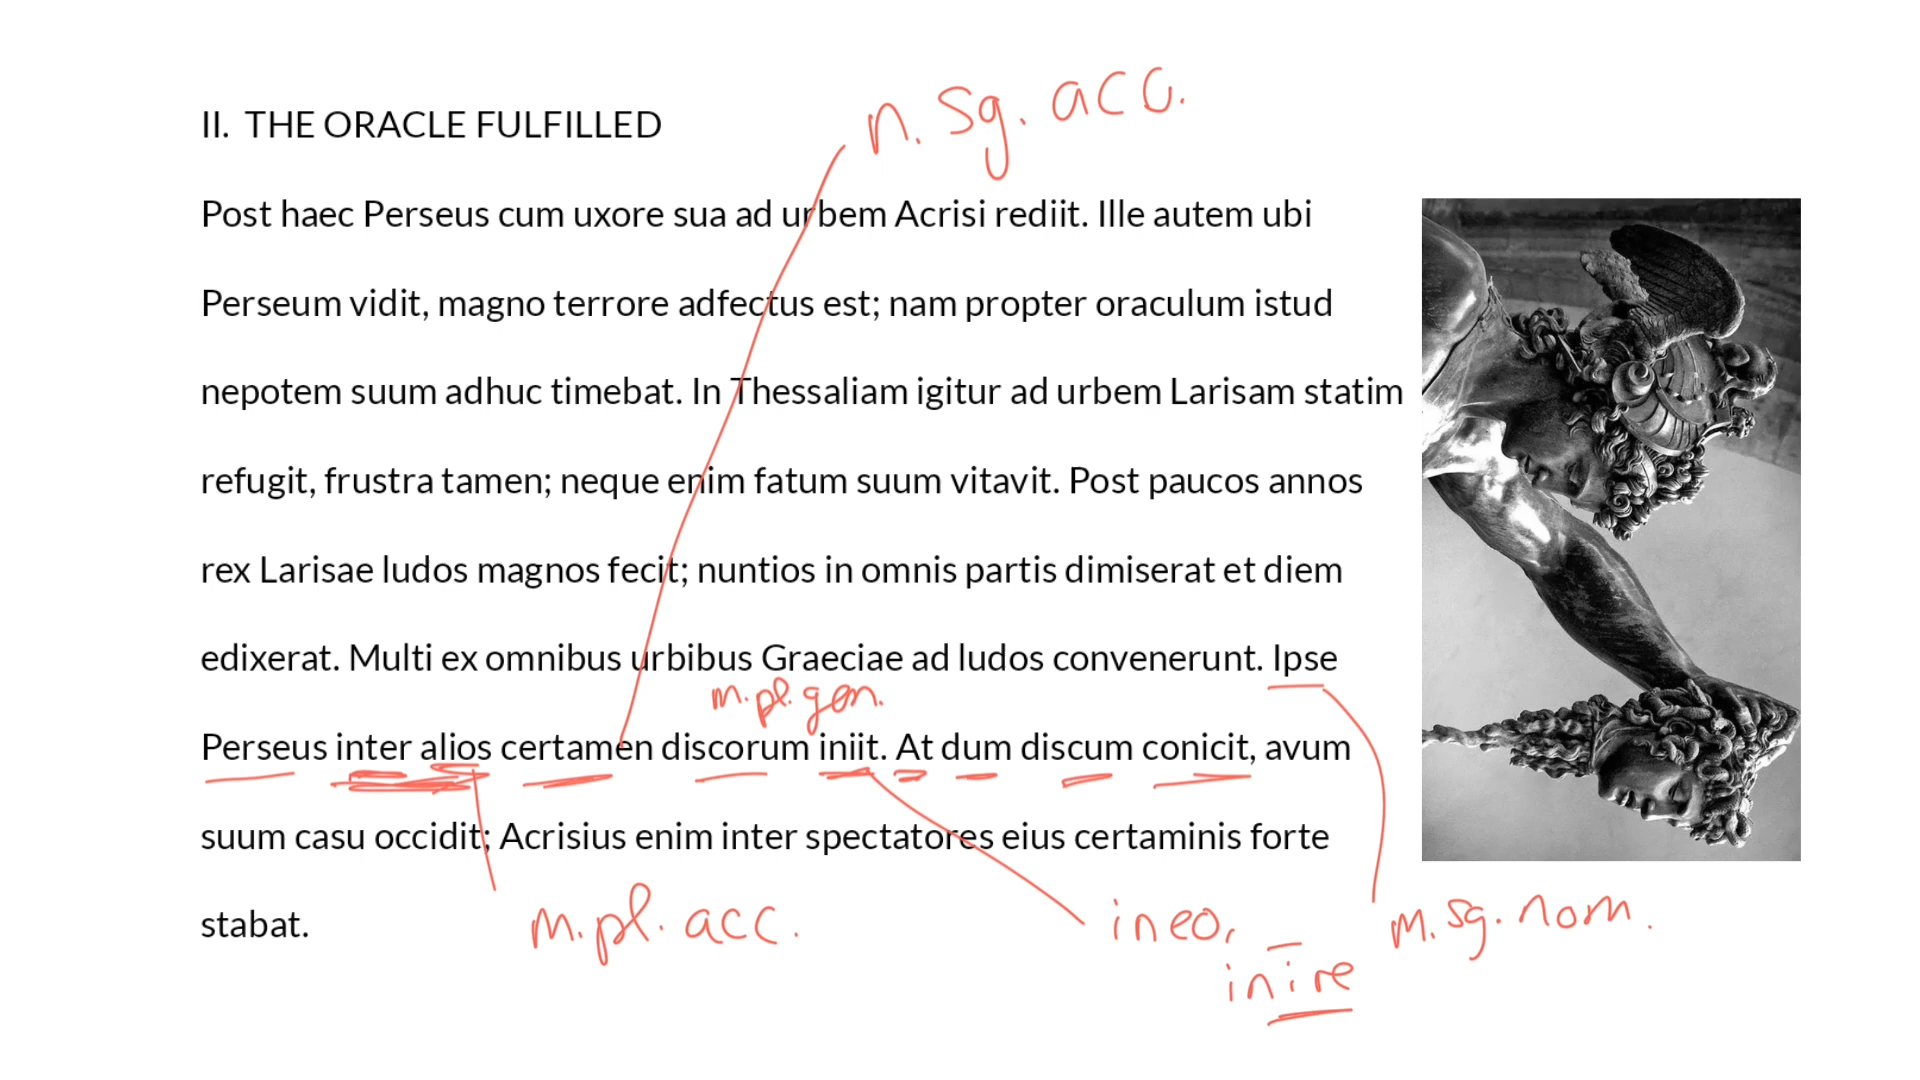 n. sg. acc.
II. THE ORACLE FULFILLED
Post haec Perseus cum uxore sua ad urbem Acrisi rediit. Ille autem ubi
Perseum vidit, magno terrore adfectus est; nam propter oraculum istud
nepotem suum adhuc timebat. In Thessaliam igitur ad urbem Larisam statim
refugit, frustra tamen; neque enim fatum suum vitavit. Post paucos annos
rex Larisae ludos magnos fecit; nuntios in omnis partis dimiserat et diem
edixerat. Multi ex omnibus urbibus Graeciae ad ludos convenerunt. Ipse
m. pl. gen.
Perseus inter alios certamen discorum iniit. At dum discum conicit, avum
suum casu occidit; Acrisius enim inter spectatores eius certaminis forte
stabat.
m. pl. acc.
ineo,
inīre
m. sg. nom.